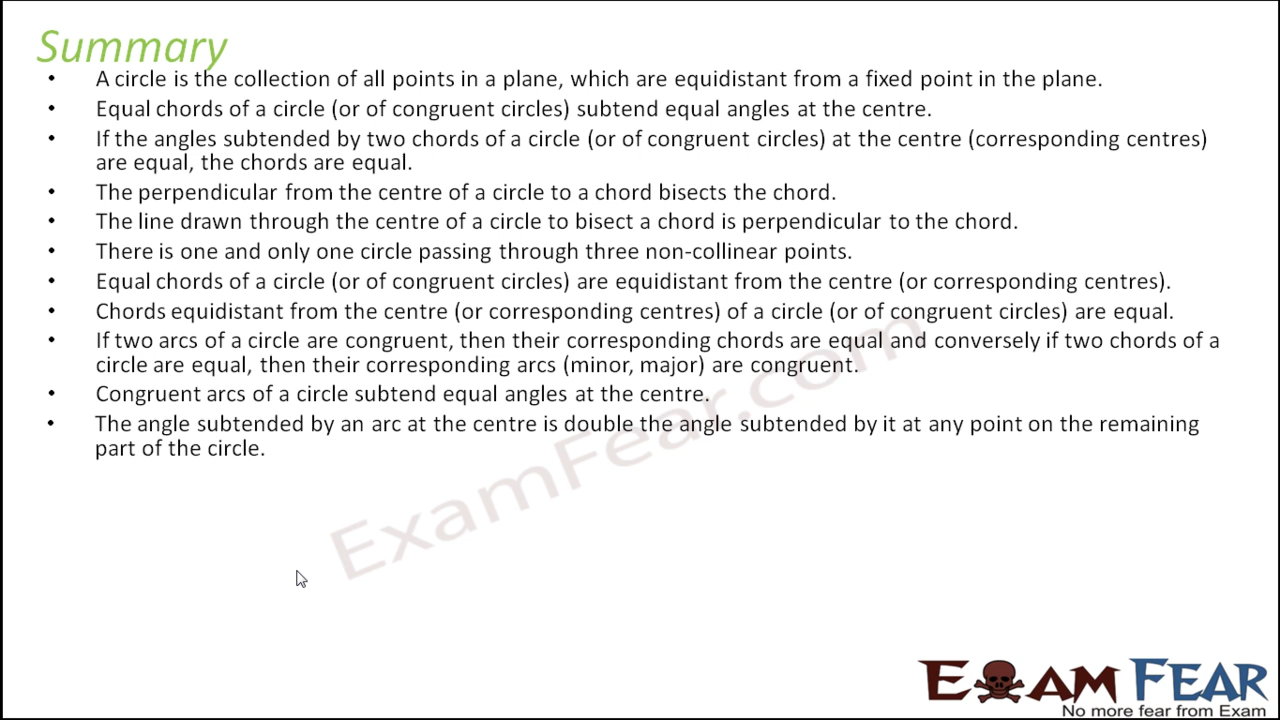 Summary
• A circle is the collection of all points in a plane, which are equidistant from a fixed point in the plane.
• Equal chords of a circle (or of congruent circles) subtend equal angles at the centre.
• If the angles subtended by two chords of a circle (or of congruent circles) at the centre (corresponding centres)
are equal, the chords are equal.
• The perpendicular from the centre of a circle to a chord bisects the chord.
• The line drawn through the centre of a circle to bisect a chord is perpendicular to the chord.
• There is one and only one circle passing through three non-collinear points.
• Equal chords of a circle (or of congruent circles) are equidistant from the centre (or corresponding centres).
• Chords equidistant from the centre (or corresponding centres) of a circle (or of congruent circles) are equal.
• If two arcs of a circle are congruent, then their corresponding chords are equal and conversely if two chords of a
circle are equal, then their corresponding arcs (minor, major) are congruent.
• Congruent arcs of a circle subtend equal angles at the centre.
• The angle subtended by an arc at the centre is double the angle subtended by it at any point on the remaining
part of the circle.
ExamFear.com
EXAM FEAR
No more fear from Exam